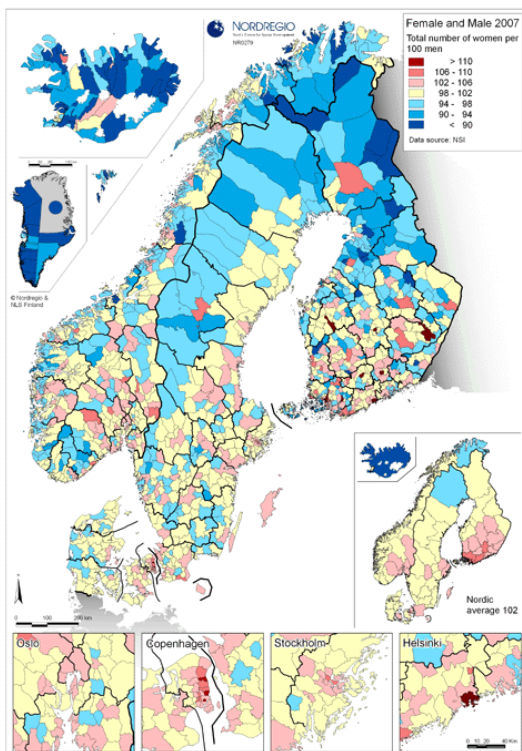 NORDREGIO
Nordic Centre for Spatial Development
NR0279
Female and Male 2007
Total number of women per
100 men
> 110
106 - 110
102 - 106
98 - 102
94 - 98
90 - 94
< 90
Data source: NSI
© Nordregio &
NLS Finland
Nordic
average 102
0 100 200 km
Oslo
Copenhagen
Stockholm
Helsinki
0 10 20 40 Km